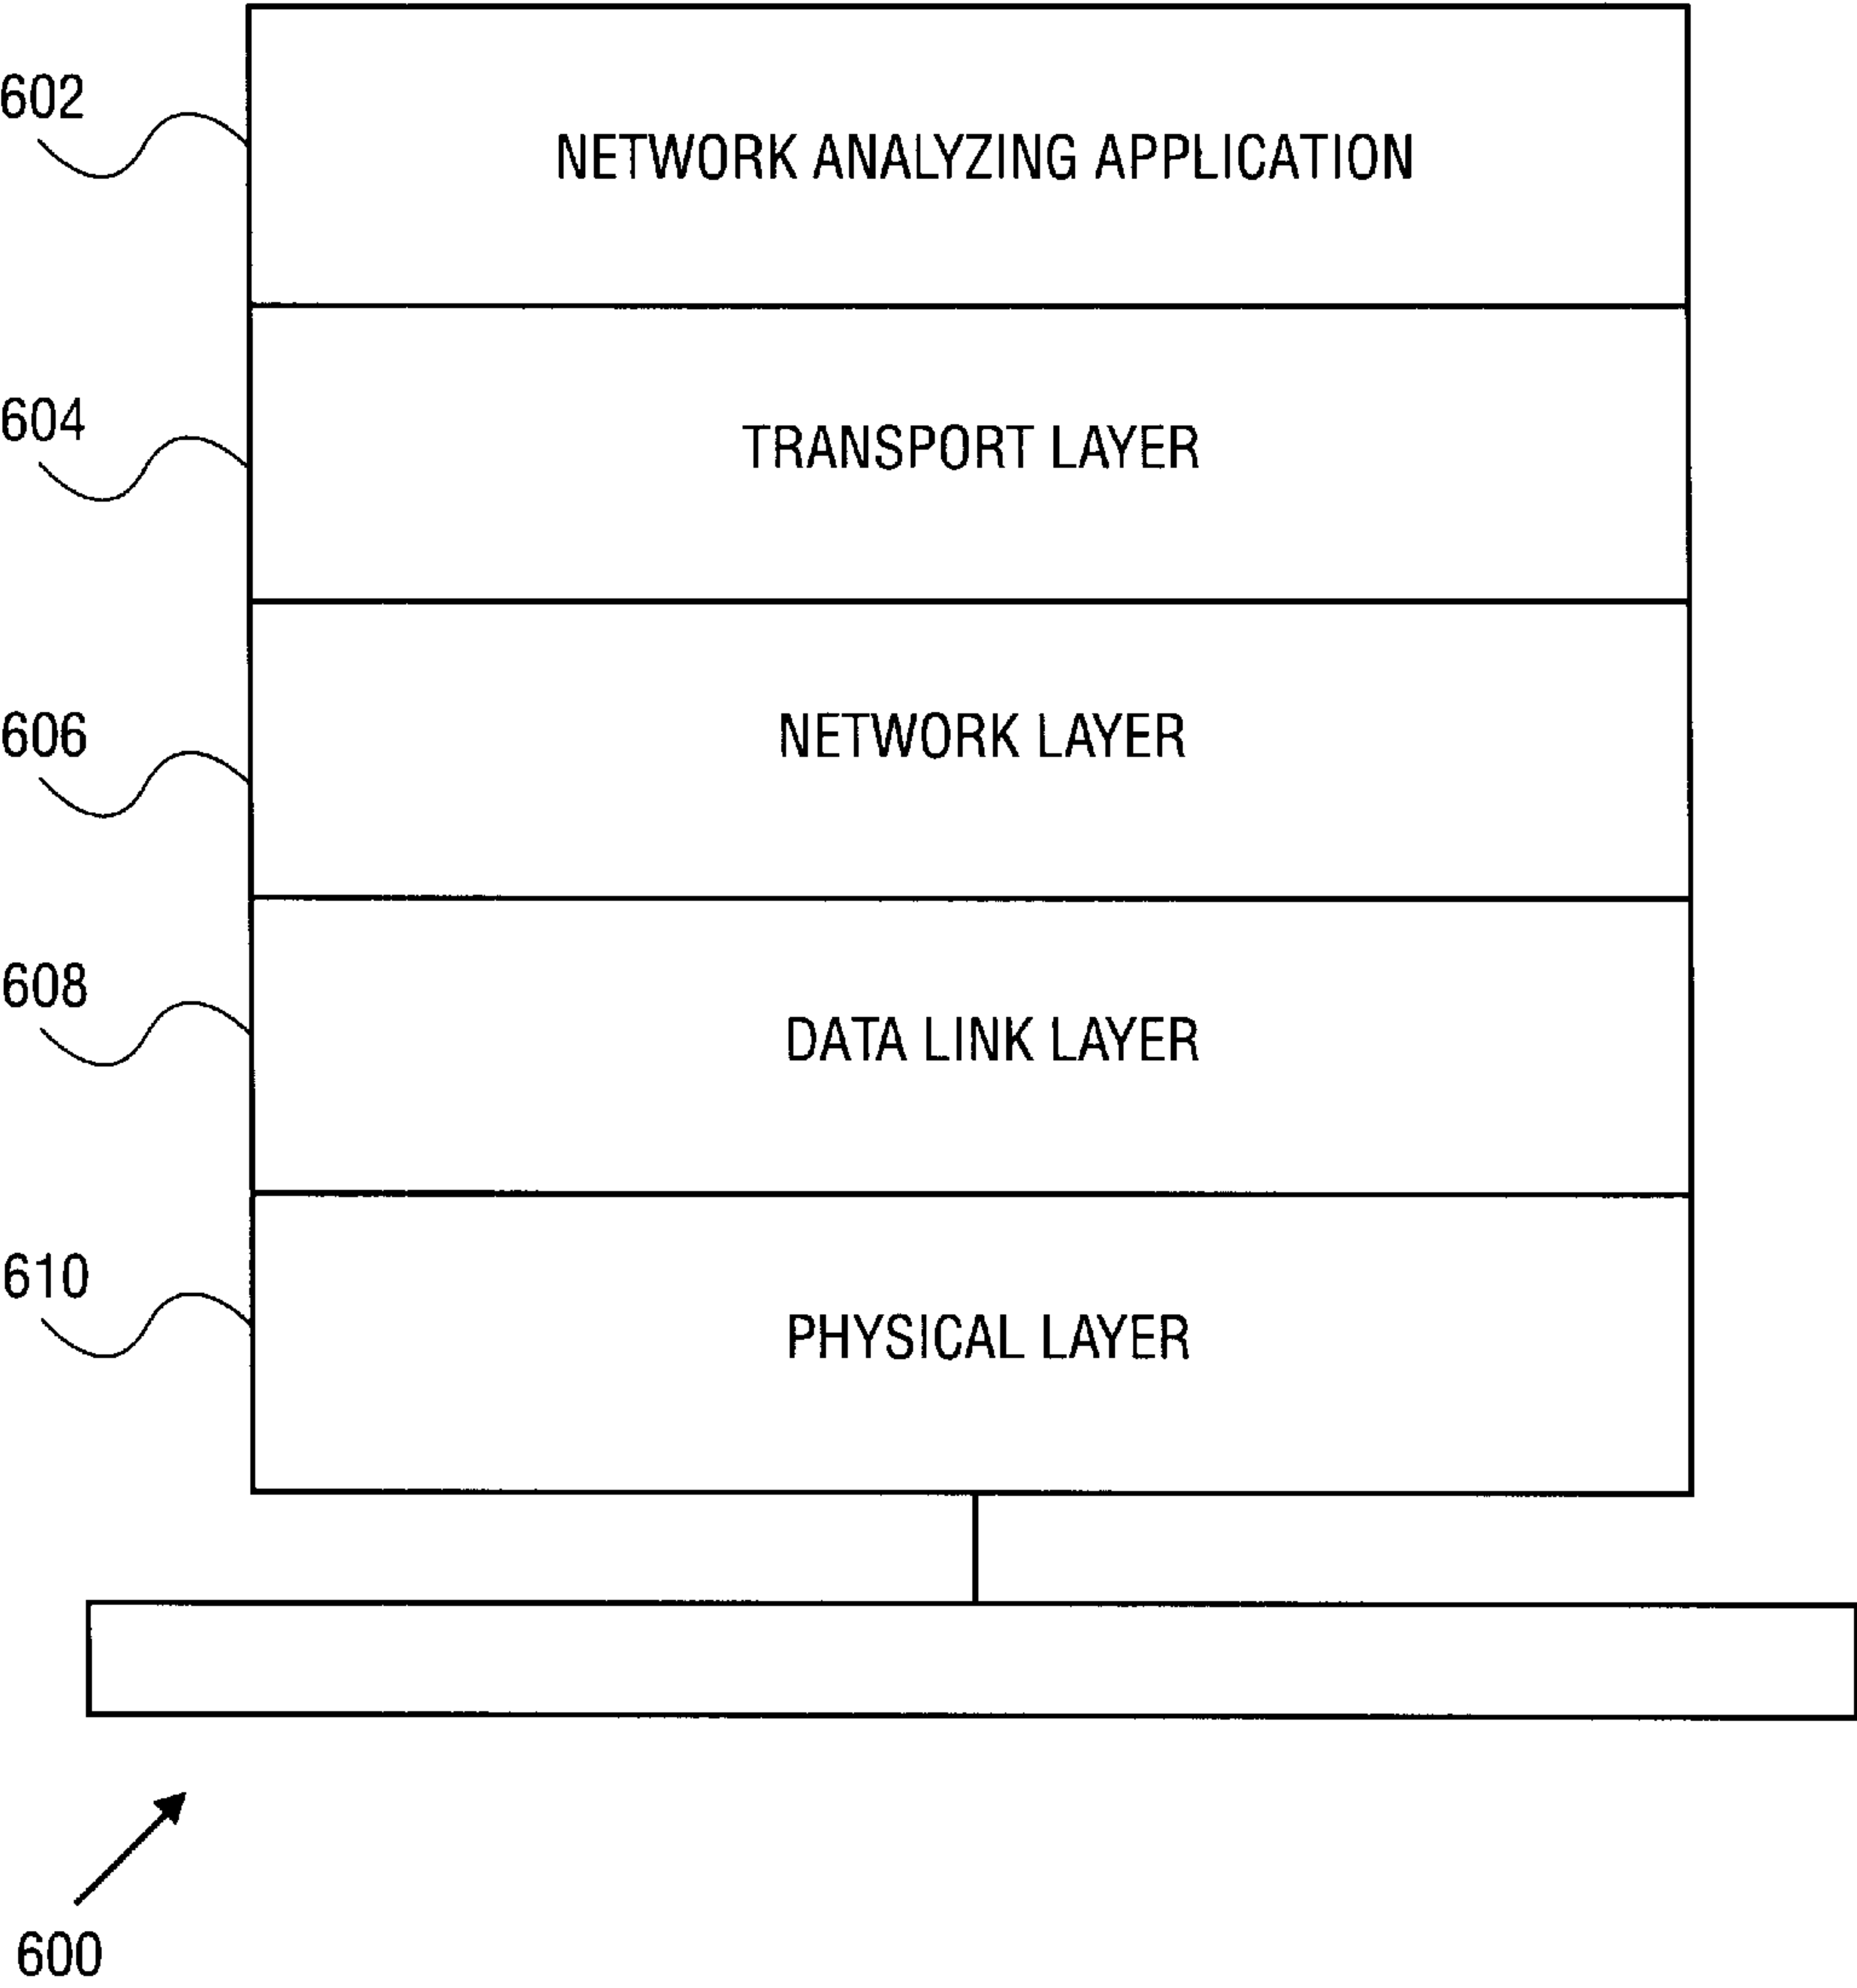 602
NETWORK ANALYZING APPLICATION
604
TRANSPORT LAYER
606
NETWORK LAYER
608
DATA LINK LAYER
610
PHYSICAL LAYER
600